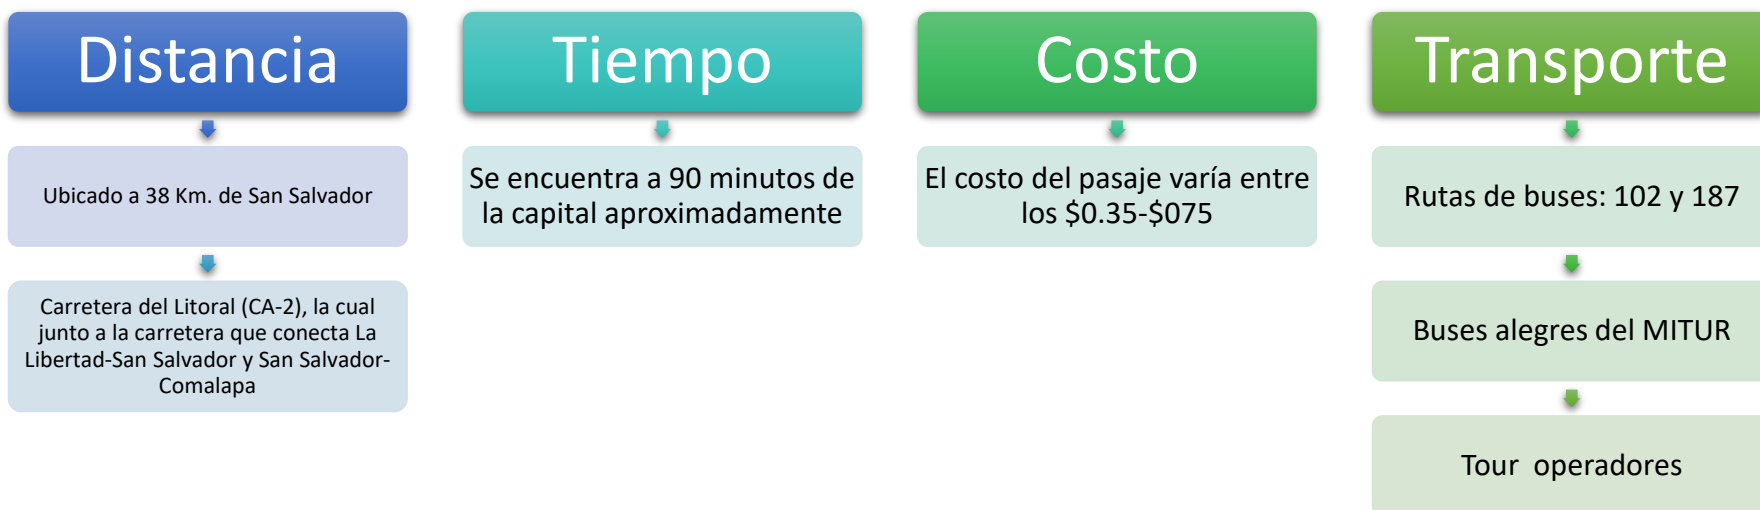 Distancia
Ubicado a 38 Km. de San Salvador
Carretera del Litoral (CA-2), la cual
junto a la carretera que conecta La
Libertad-San Salvador y San Salvador-
Comalapa
Tiempo
Se encuentra a 90 minutos de
la capital aproximadamente
Costo
El costo del pasaje varía entre
los $0.35-$075
Transporte
Rutas de buses: 102 y 187
Buses alegres del MITUR
Tour  operadores